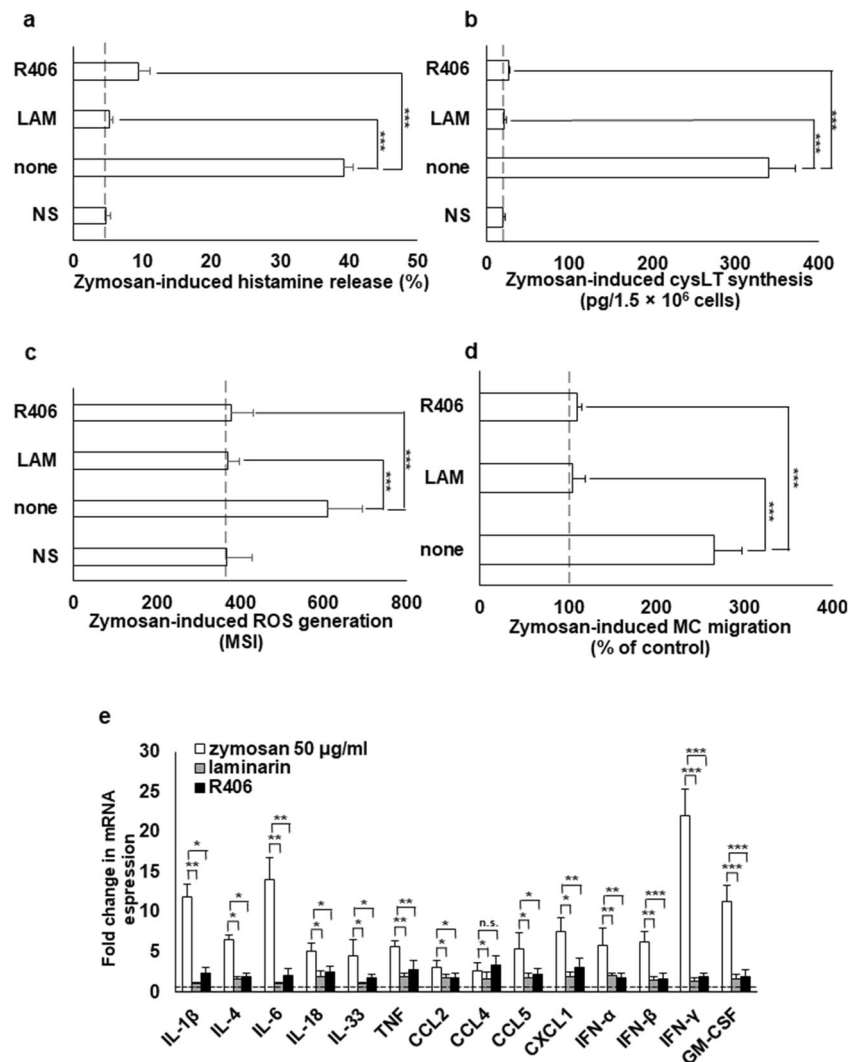 a
R406
LAM
none
NS
***
***
0 10 20 30 40 50
Zymosan-induced histamine release (%)
b
R406
LAM
none
NS
***
***
0 100 200 300 400
Zymosan-induced cysLT synthesis
(pg/1.5 × 10⁶ cells)
c
R406
LAM
none
NS
***
***
0 200 400 600 800
Zymosan-induced ROS generation
(MSI)
d
R406
LAM
none
***
***
0 100 200 300 400
Zymosan-induced MC migration
(% of control)
e
Fold change in mRNA
espression
30
25
20
15
10
5
0
zymosan 50 µg/ml
laminarin
R406
* ** * * ** ** * * * * ** ** * * n.s. * * * ** * ** ** *** ** *** *** *** ***
IL-1β IL-4 IL-6 IL-18 IL-33 TNF CCL2 CCL4 CCL5 CXCL1 IFN-α IFN-β IFN-γ GM-CSF